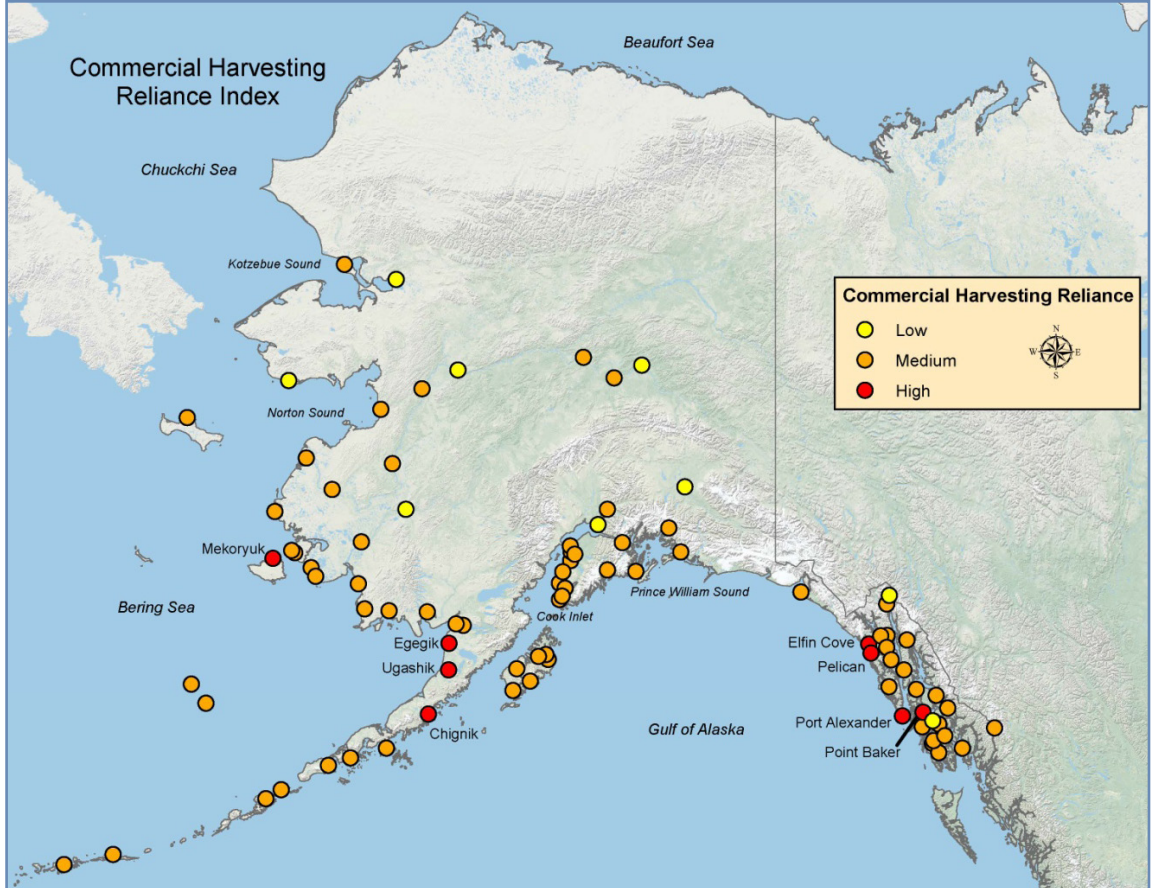 Commercial Harvesting
Reliance Index
Beaufort Sea
Chuckchi Sea
Kotzebue Sound
Commercial Harvesting Reliance
Low
Medium
High
N
W E
S
Norton Sound
Mekoryuk
Bering Sea
Prince William Sound
Cook Inlet
Egegik
Ugashik
Chignik
Elfin Cove
Pelican
Gulf of Alaska
Port Alexander
Point Baker